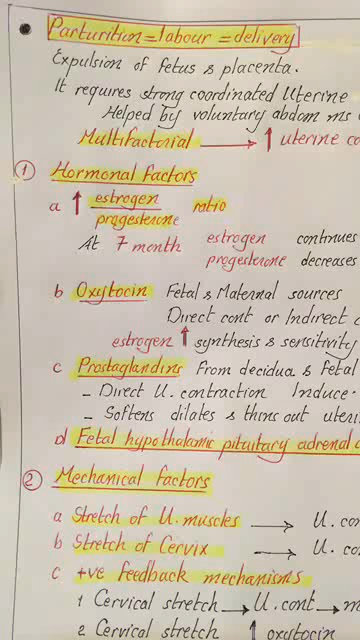 Parturition = labour = delivery
Expulsion of fetus & placenta.
It requires strong coordinated Uterine
Helped by voluntary abdom ms
Multifactorial → ↑ uterine co
① Hormonal Factors
a ↑ estrogen / progesterone ratio
At 7 month estrogen continues
progesterone decreases
b Oxytocin Fetal & Maternal sources
Direct cont or Indirect
estrogen ↑ synthesis & sensitivity
c Prostaglandins From decidua & Fetal
– Direct U. contraction Induce
– Softens dilates & thins out uteri
d Fetal hypothalamic pituitary adrenal
② Mechanical Factors
a Stretch of U. muscles → U. con
b Stretch of Cervix → U. co
c +ve feedback mechanisms
1 Cervical stretch → U. cont → m
2 Cervical stretch ↑ oxytocin